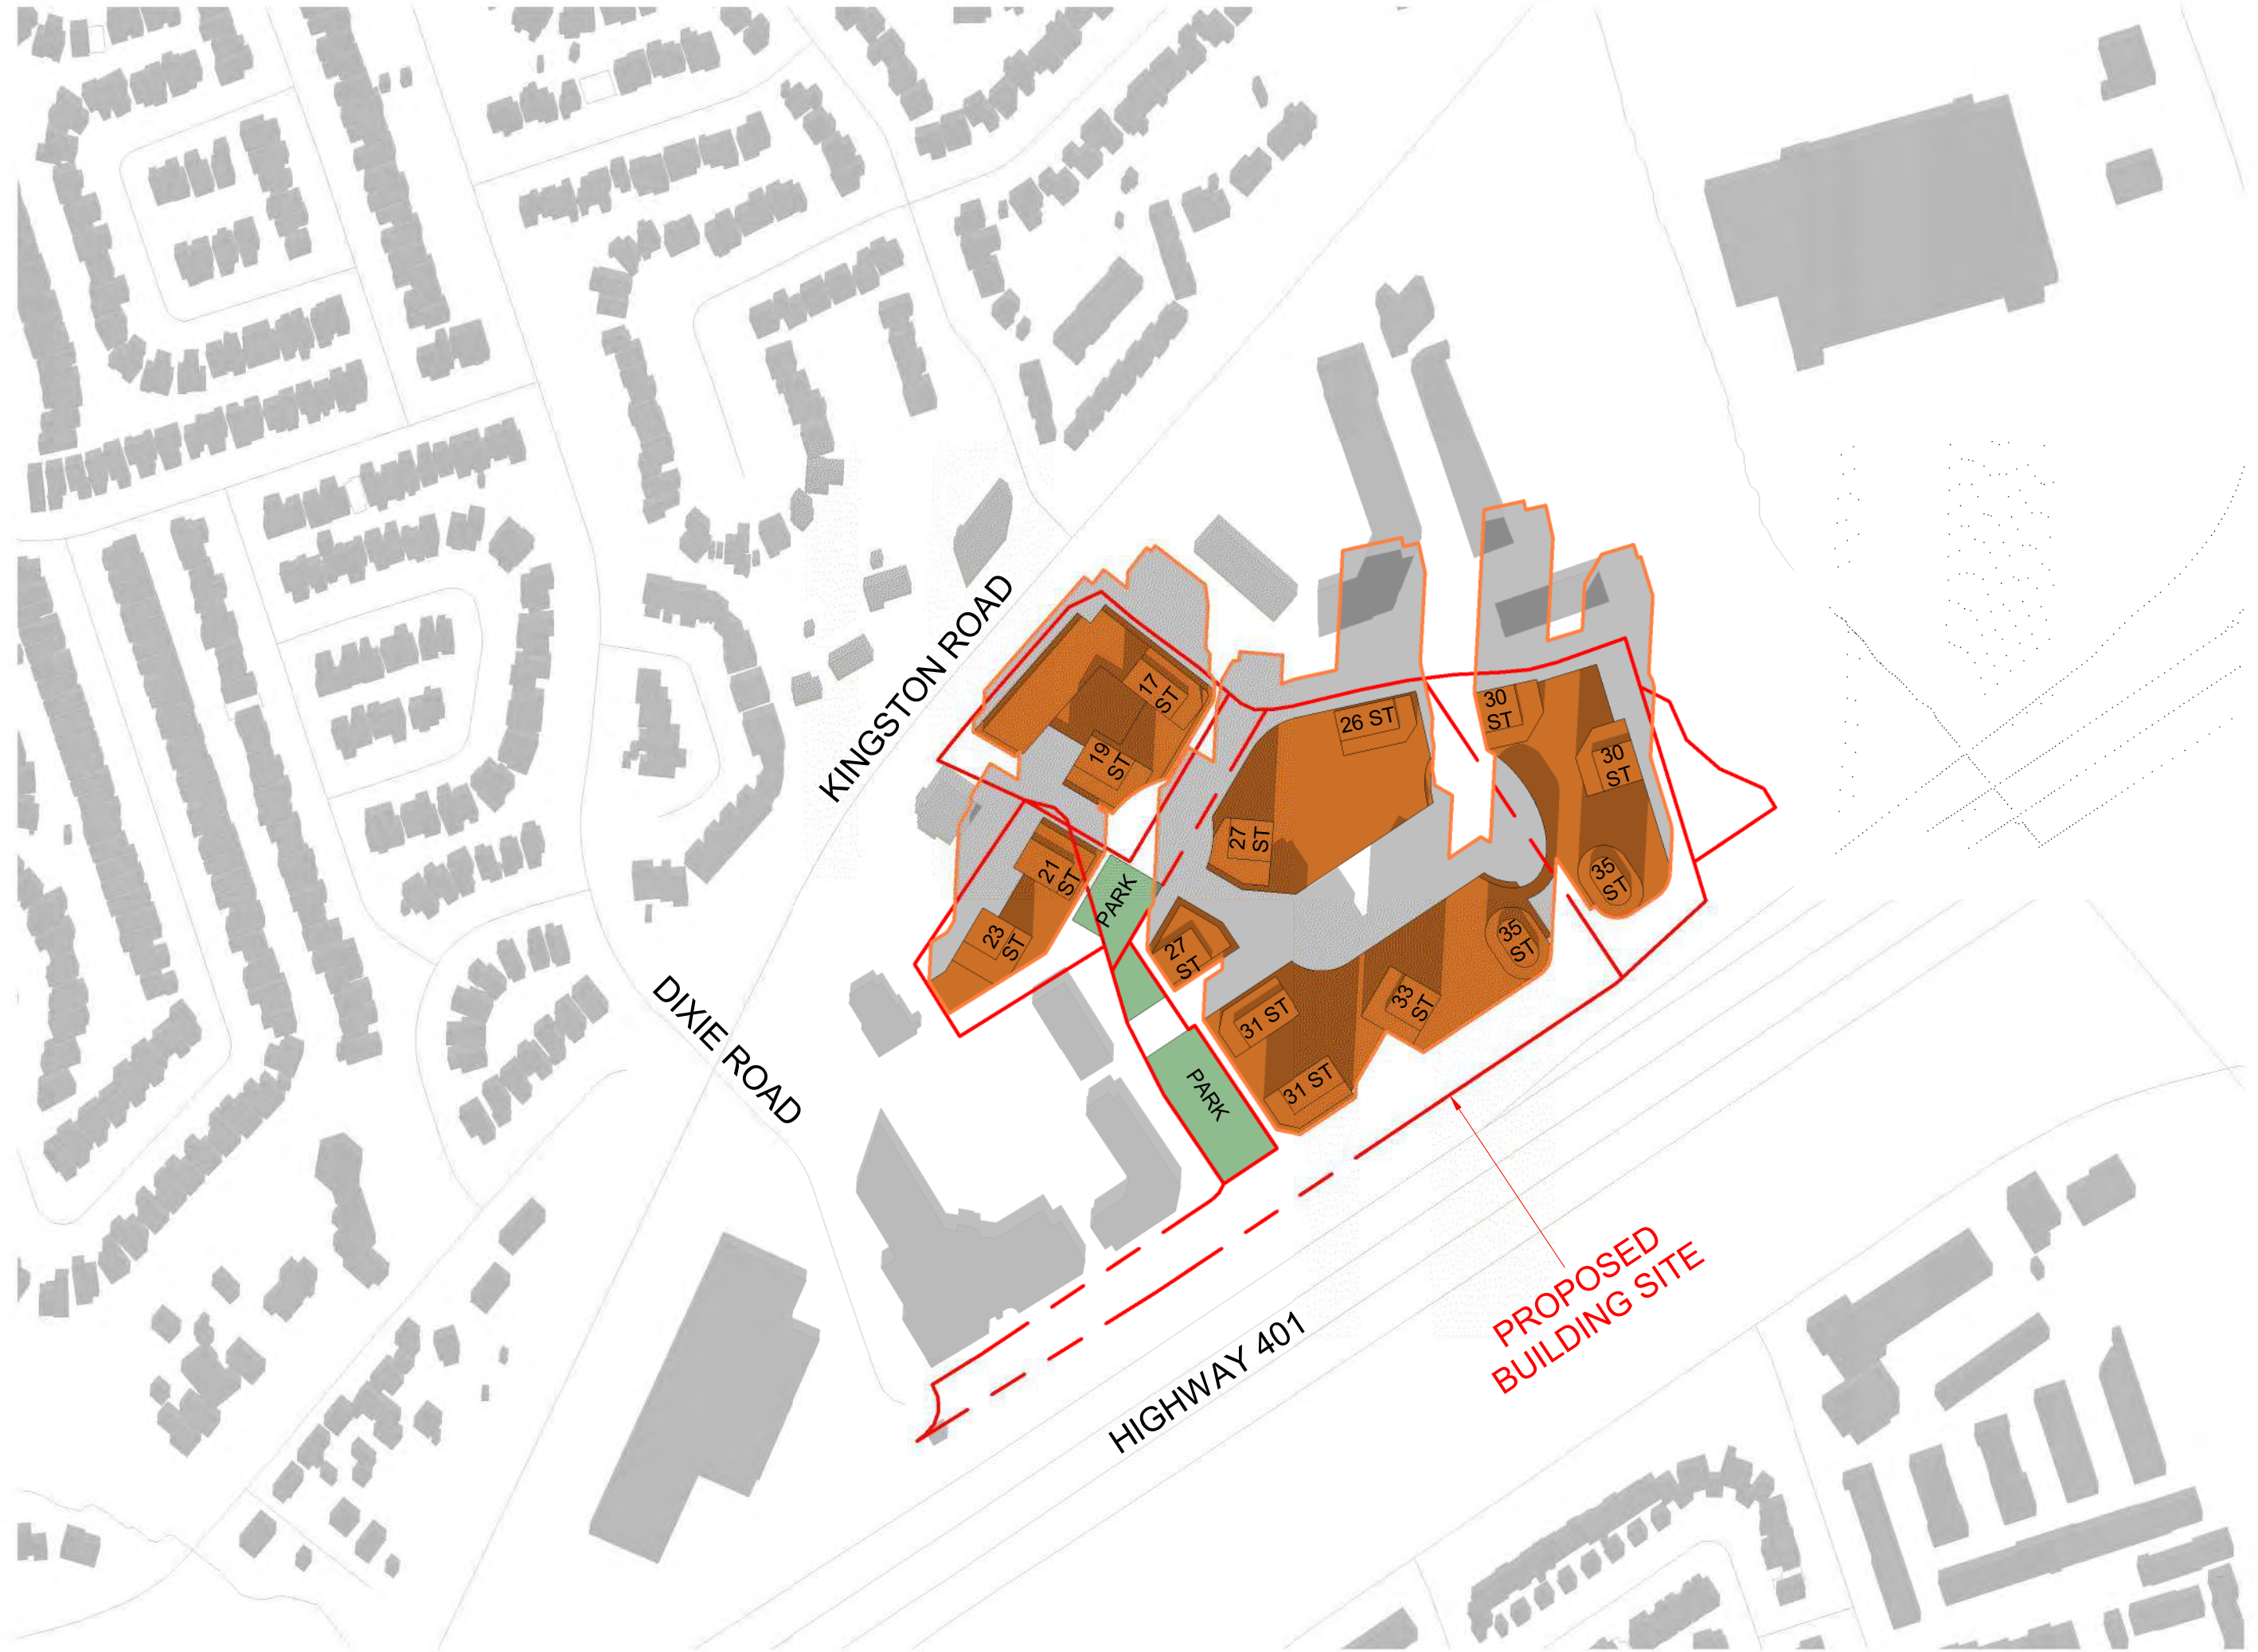 KINGSTON ROAD
17
ST
19
ST
26 ST
30
ST
30
ST
27
ST
21
ST
35
ST
PARK
23
ST
27
ST
35
ST
31 ST
33
ST
31 ST
PARK
DIXIE ROAD
PROPOSED
BUILDING SITE
HIGHWAY 401